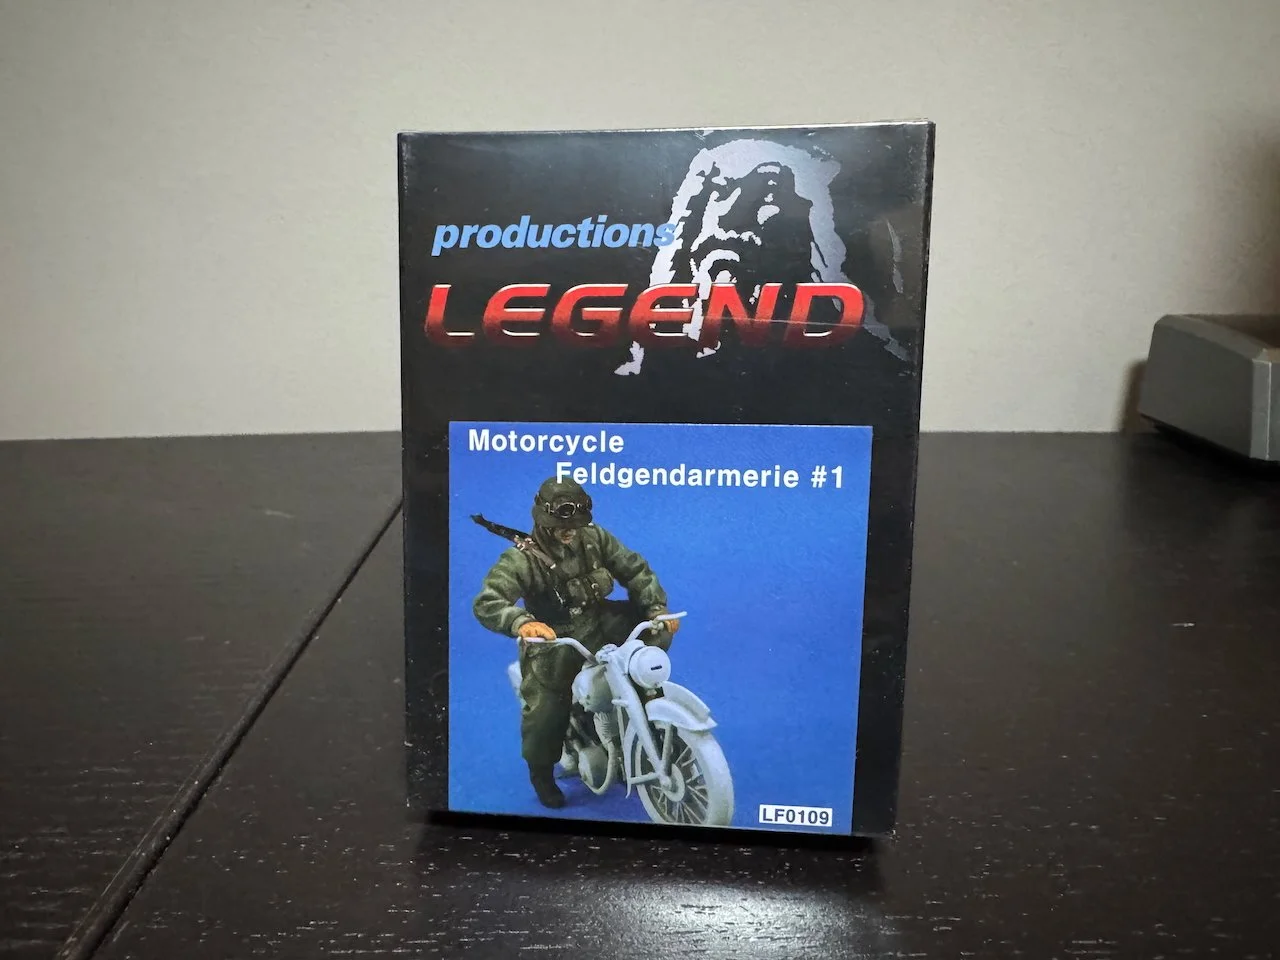 productions
LEGEND
Motorcycle
Feldgendarmerie #1
LF0109